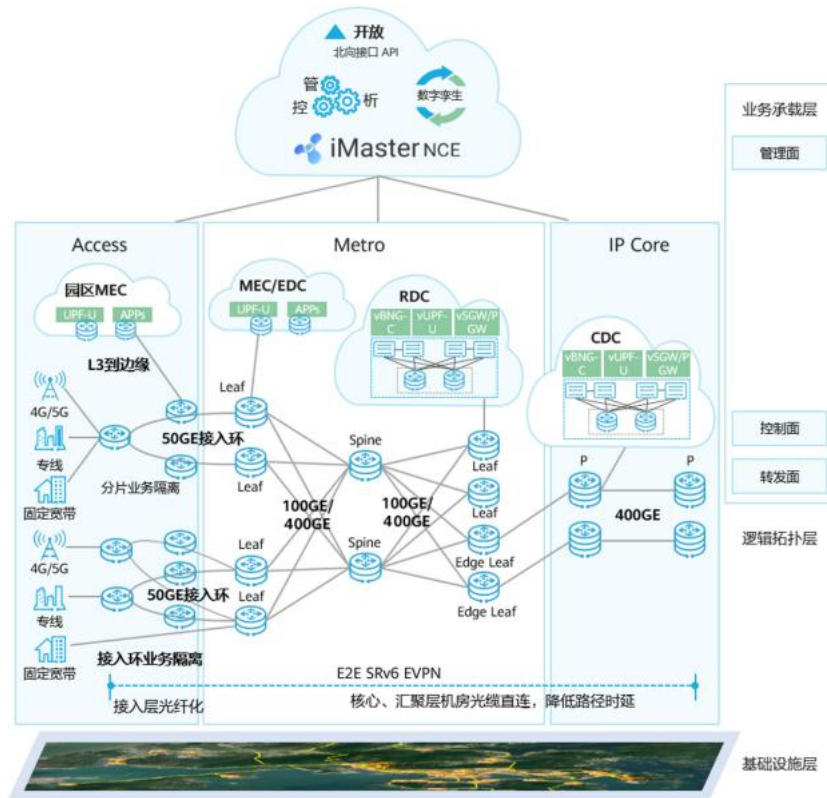 开放
北向接口 API
管
控
析
数字孪生
iMaster NCE
业务承载层
管理面
控制面
转发面
逻辑拓扑层
基础设施层
Access
Metro
IP Core
园区MEC
UPF-U
APPs
L3到边缘
4G/5G
专线
固定宽带
50GE接入环
分片业务隔离
4G/5G
专线
固定宽带
50GE接入环
接入环业务隔离
MEC/EDC
UPF-U
APPs
Leaf
Leaf
Leaf
Leaf
100GE/
400GE
Spine
Spine
100GE/
400GE
RDC
vBNG-
C
vUPF-
U
vSGW/P
GW
Leaf
Leaf
Edge Leaf
Edge Leaf
CDC
vBNG-
C
vUPF-
U
vSGW/P
GW
P
P
400GE
E2E SRv6 EVPN
接入层光纤化
核心、汇聚层机房光缆直连，降低路径时延